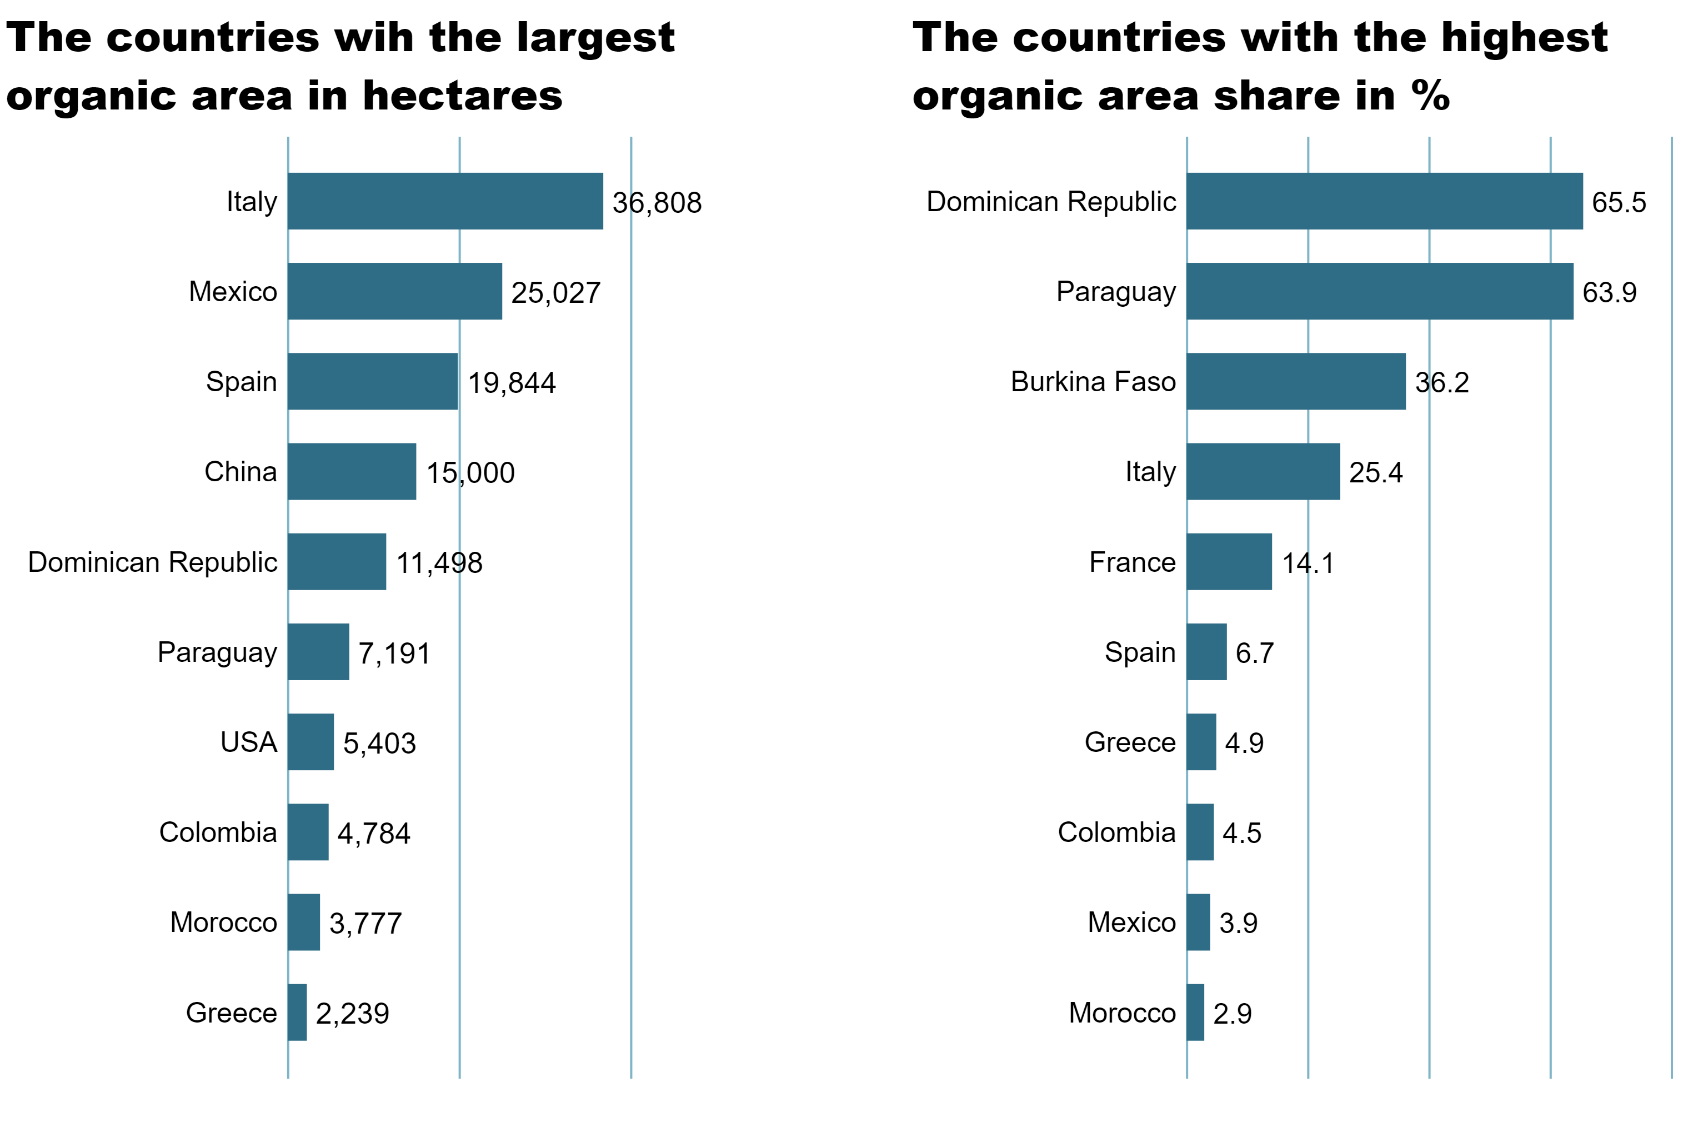 The countries wih the largest
organic area in hectares
Italy 36,808
Mexico 25,027
Spain 19,844
China 15,000
Dominican Republic 11,498
Paraguay 7,191
USA 5,403
Colombia 4,784
Morocco 3,777
Greece 2,239
The countries with the highest
organic area share in %
Dominican Republic 65.5
Paraguay 63.9
Burkina Faso 36.2
Italy 25.4
France 14.1
Spain 6.7
Greece 4.9
Colombia 4.5
Mexico 3.9
Morocco 2.9